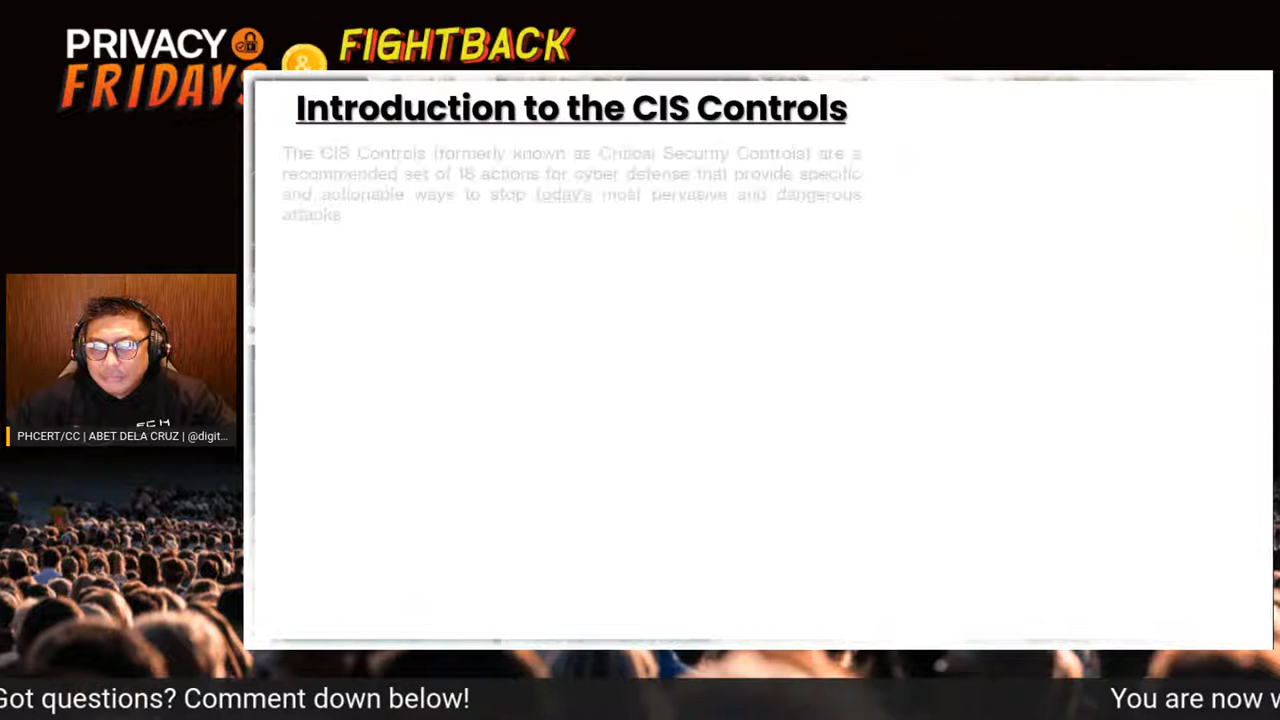 PRIVACY
FRIDAYS
&
FIGHTBACK
Introduction to the CIS Controls
The CIS Controls (formerly known as Critical Security Controls) are a
recommended set of 18 actions for cyber defense that provide specific
and actionable ways to stop today's most pervasive and dangerous
attacks
PHCERT/CC | ABET DELA CRUZ | @digit...
Got questions? Comment down below!
You are now